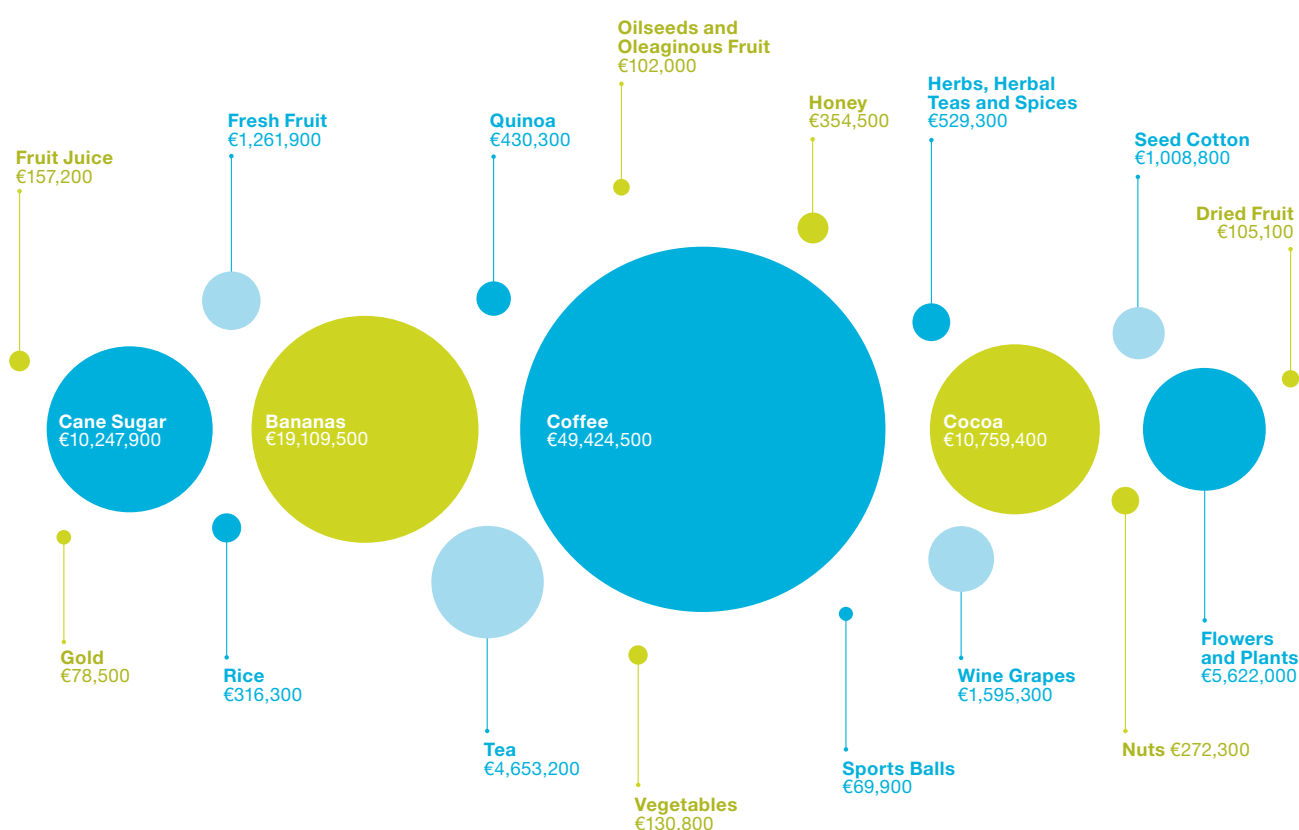 Oilseeds and
Oleaginous Fruit
€102,000
Herbs, Herbal
Teas and Spices
€529,300
Honey
€354,500
Fresh Fruit
€1,261,900
Quinoa
€430,300
Seed Cotton
€1,008,800
Fruit Juice
€157,200
Dried Fruit
€105,100
Cane Sugar
€10,247,900
Bananas
€19,109,500
Coffee
€49,424,500
Cocoa
€10,759,400
Flowers
and Plants
€5,622,000
Gold
€78,500
Rice
€316,300
Wine Grapes
€1,595,300
Tea
€4,653,200
Nuts €272,300
Sports Balls
€69,900
Vegetables
€130,800